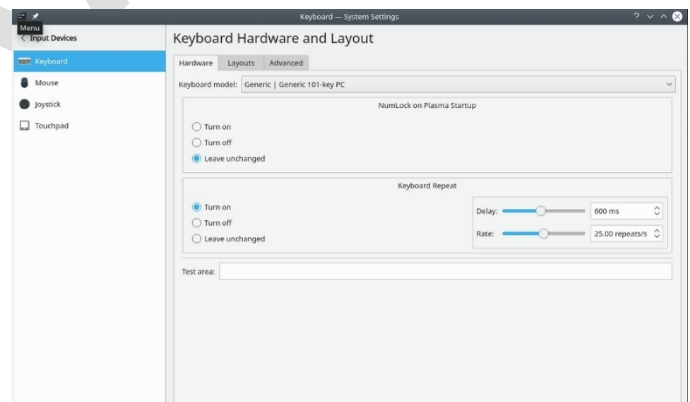 Keyboard — System Settings
Menu
Input Devices
Keyboard Hardware and Layout
Keyboard
Mouse
Joystick
Touchpad
Hardware Layouts Advanced
Keyboard model: Generic | Generic 101-key PC
NumLock on Plasma Startup
Turn on
Turn off
Leave unchanged
Keyboard Repeat
Turn on
Turn off
Leave unchanged
Delay: 600 ms
Rate: 25.00 repeats/s
Test area: